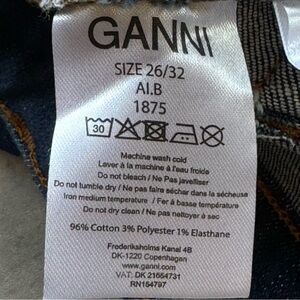 GANNI
SIZE 26/32
AI.B
1875
30
Machine wash cold
Laver à la machine à l'eau froide
Do not bleach / Ne Pas javelliser
Do not tumble dry / Ne pas faire sécher dans la sécheuse
Iron medium temperature / Fer à basse température
Do not dry clean / Ne pas nettoyer à sec
96% Cotton 3% Polyester 1% Elasthane
Frederiksholms Kanal 4B
DK-1220 Copenhagen
www.ganni.com
VAT: DK 21654731
RN154797